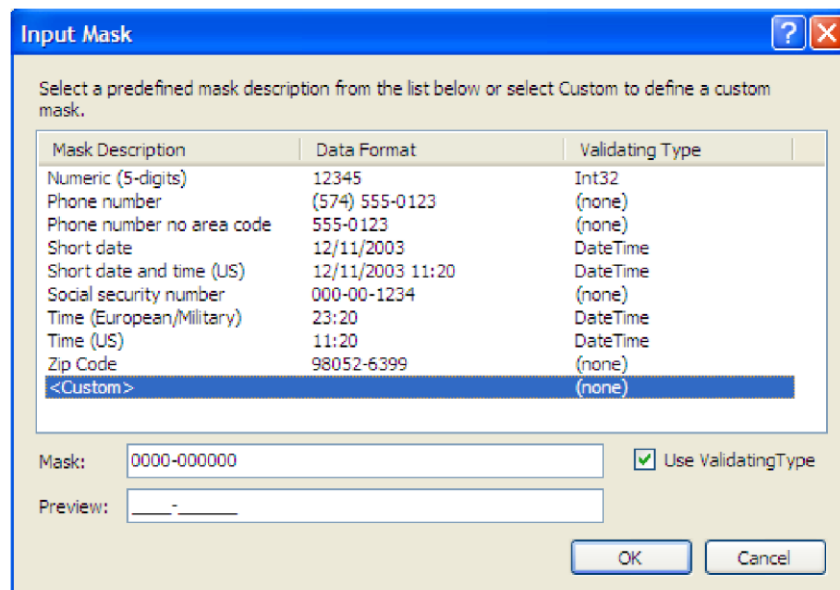 Input Mask
Select a predefined mask description from the list below or select Custom to define a custom
mask.
Mask Description Data Format Validating Type
Numeric (5-digits) 12345 Int32
Phone number (574) 555-0123 (none)
Phone number no area code 555-0123 (none)
Short date 12/11/2003 DateTime
Short date and time (US) 12/11/2003 11:20 DateTime
Social security number 000-00-1234 (none)
Time (European/Military) 23:20 DateTime
Time (US) 11:20 DateTime
Zip Code 98052-6399 (none)
<Custom> (none)
Mask: 0000-000000 Use ValidatingType
Preview: ____-______
OK Cancel